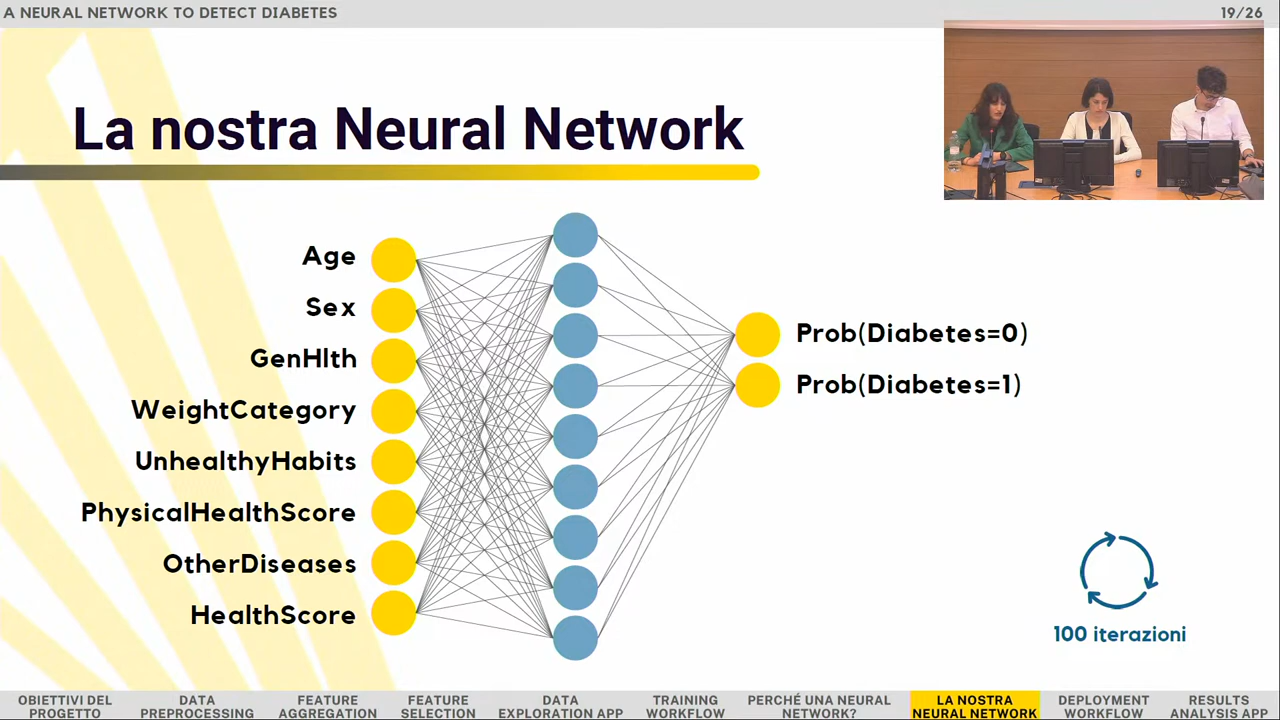 A NEURAL NETWORK TO DETECT DIABETES
19/26
La nostra Neural Network
Age
Sex
GenHlth
WeightCategory
UnhealthyHabits
PhysicalHealthScore
OtherDiseases
HealthScore
Prob(Diabetes=0)
Prob(Diabetes=1)
100 iterazioni
OBIETTIVI DEL
PROGETTO
DATA
PREPROCESSING
FEATURE
AGGREGATION
FEATURE
SELECTION
DATA
EXPLORATION APP
TRAINING
WORKFLOW
PERCHÉ UNA NEURAL
NETWORK?
LA NOSTRA
NEURAL NETWORK
DEPLOYMENT
WORKFLOW
RESULTS
ANALYSIS APP